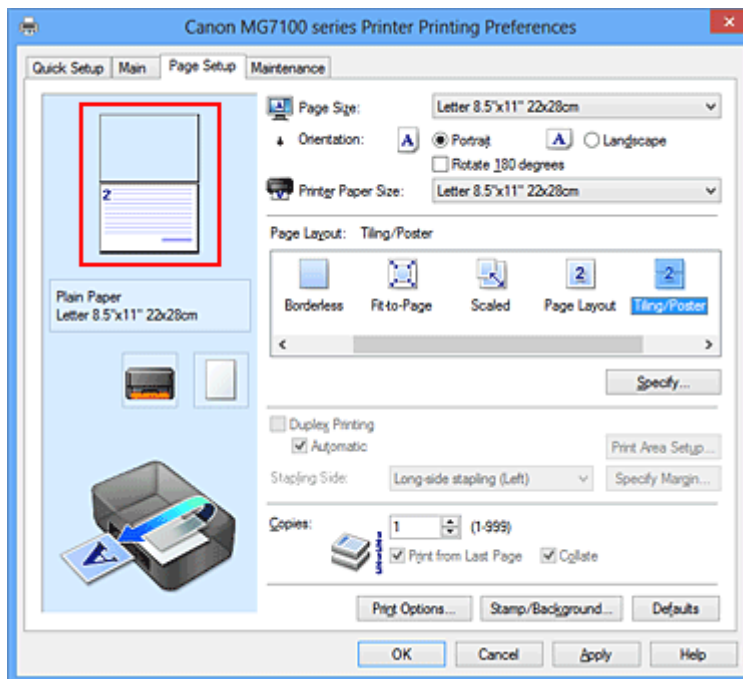 Canon MG7100 series Printer Printing Preferences
Quick Setup Main Page Setup Maintenance
2
Plain Paper
Letter 8.5"x11" 22x28cm
Page Size: Letter 8.5"x11" 22x28cm
Orientation: A Portrait A Landscape
Rotate 180 degrees
Printer Paper Size: Letter 8.5"x11" 22x28cm
Page Layout: Tiling/Poster
2 2
Borderless Fit-to-Page Scaled Page Layout Tiling/Poster
Specify...
Duplex Printing
Automatic Print Area Setup...
Stapling Side: Long-side stapling (Left) Specify Margin...
Copies: 1 (1-999)
Print from Last Page Collate
A
Print Options... Stamp/Background... Defaults
OK Cancel Apply Help